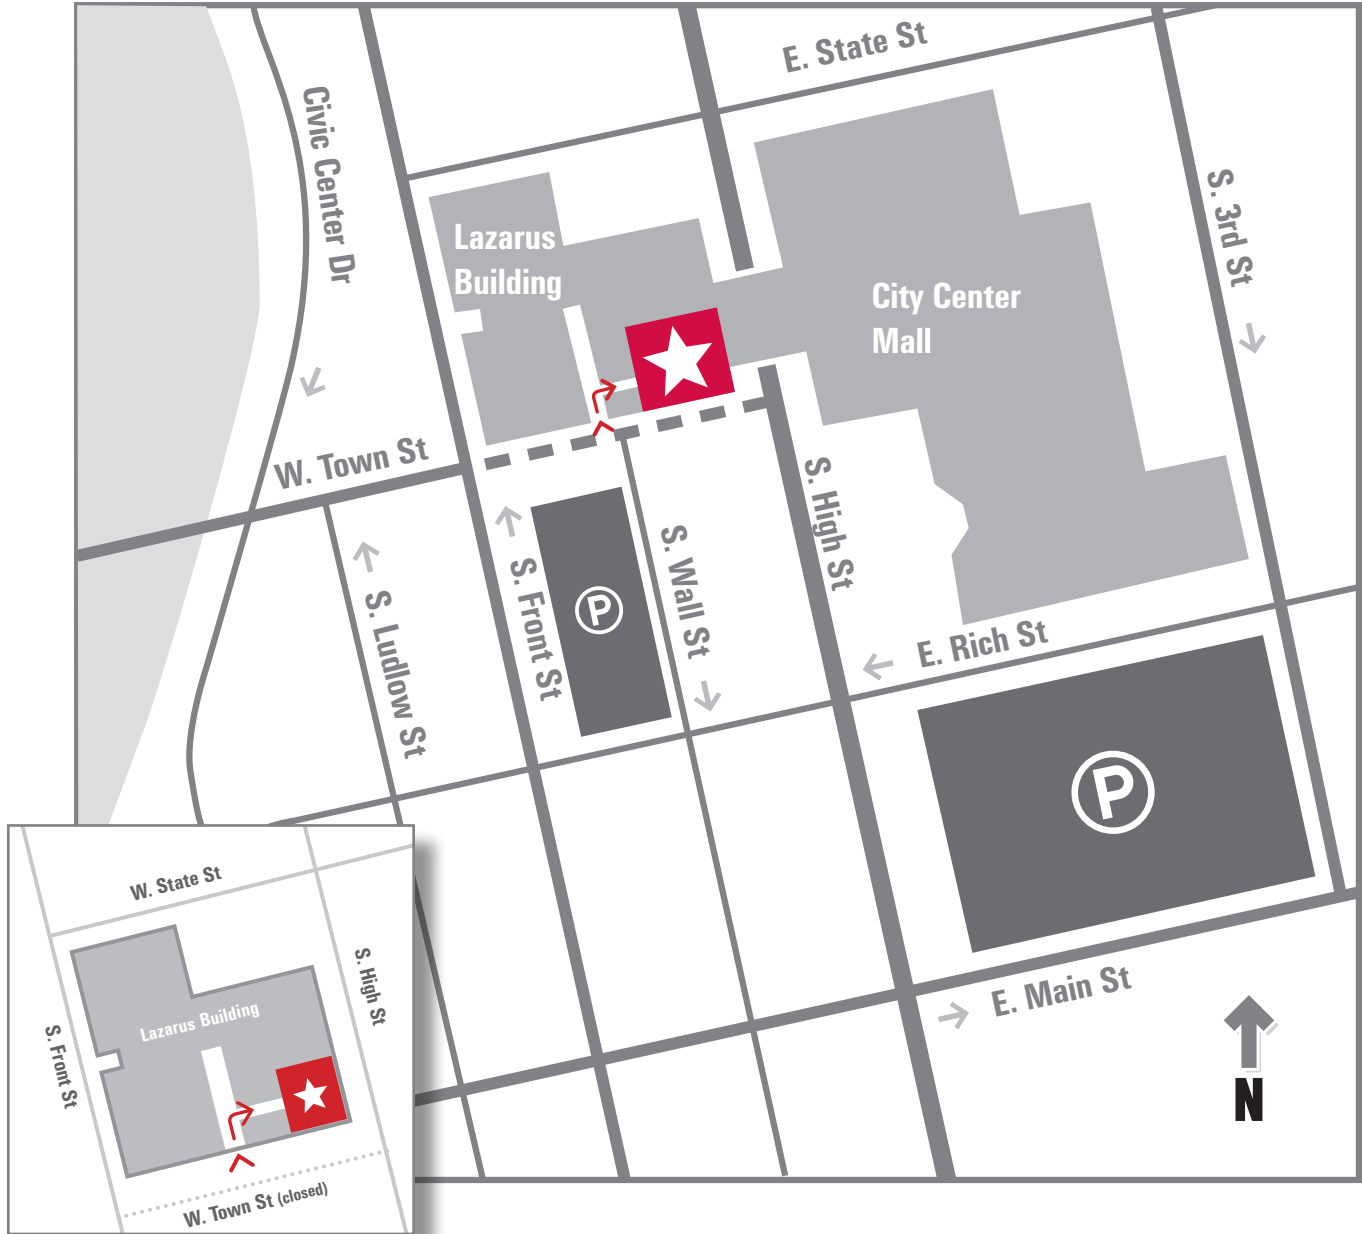 E. State St
Civic Center Dr
S. 3rd St
Lazarus
Building
City Center
Mall
W. Town St
S. High St
S. Wall St
S. Front St
S. Ludlow St
P
E. Rich St
P
E. Main St
N
W. State St
S. High St
Lazarus Building
S. Front St
W. Town St (closed)